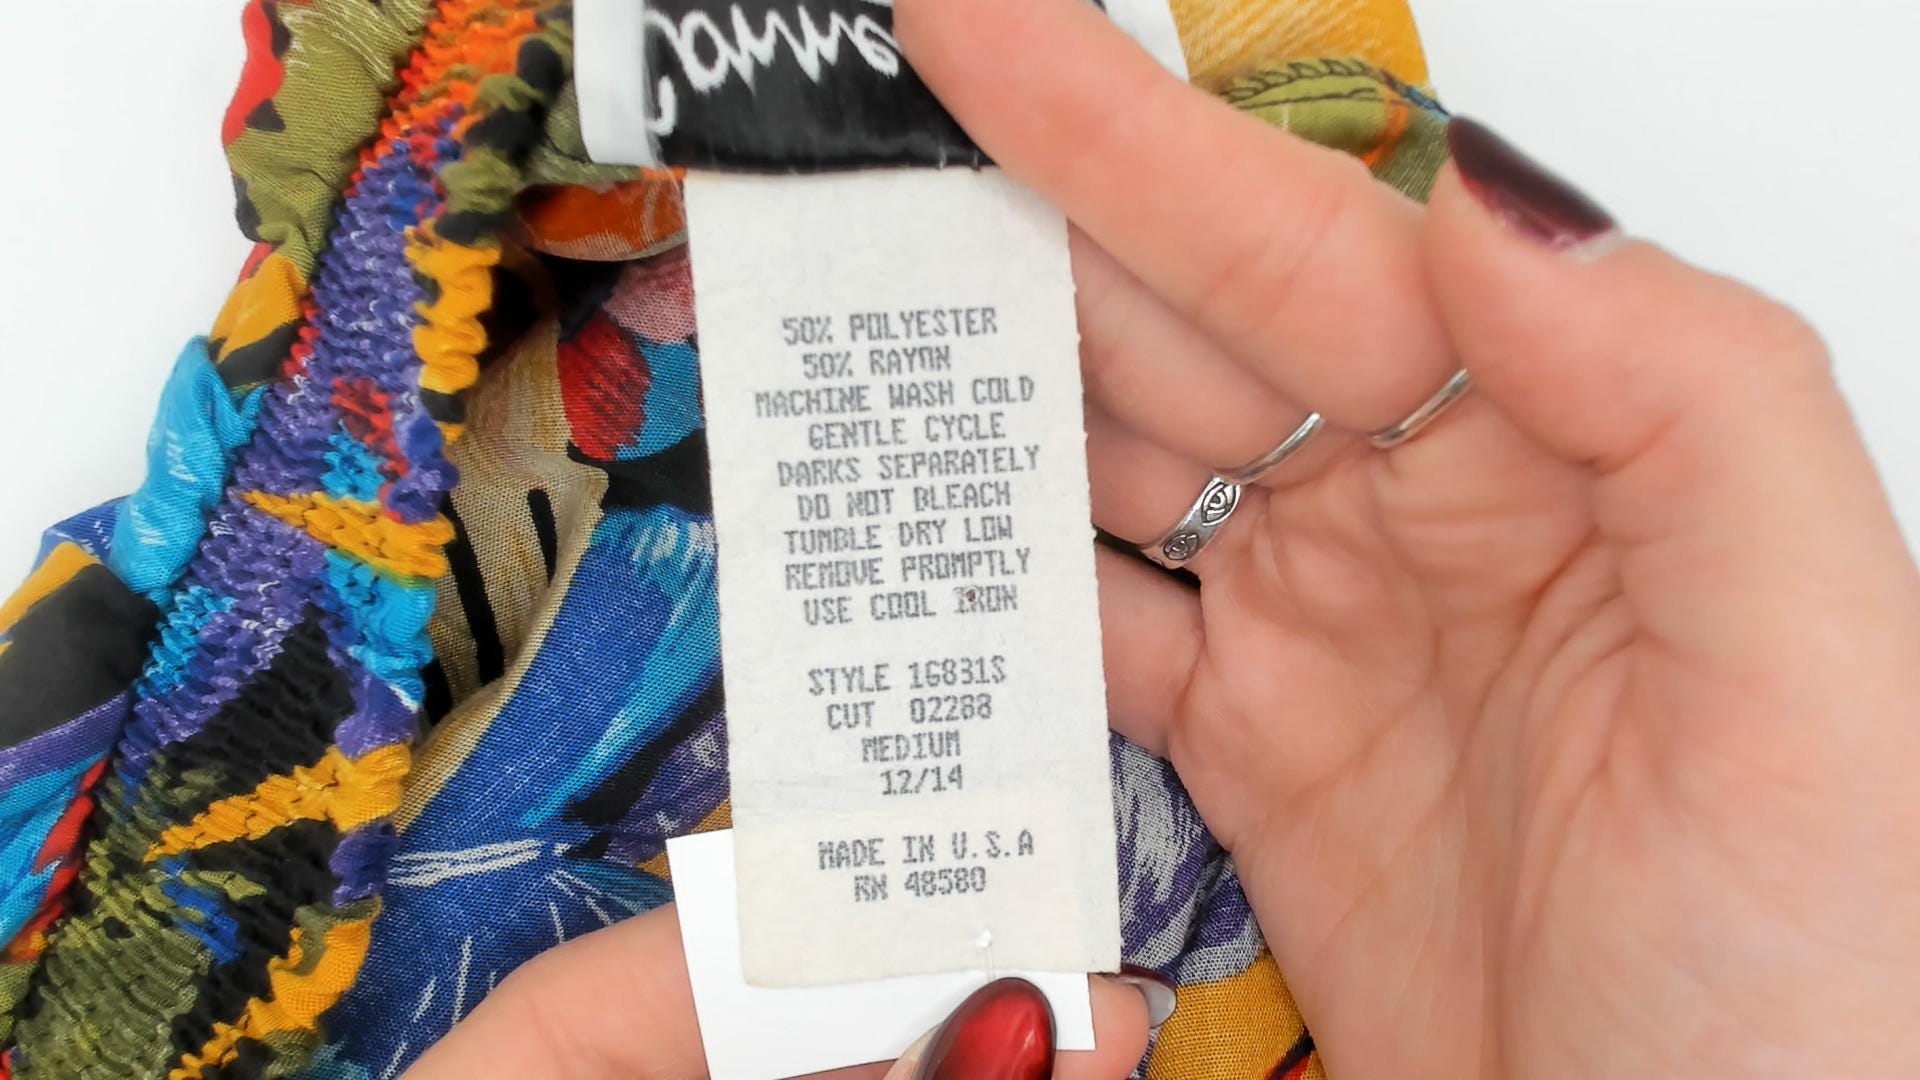 50% POLYESTER
50% RAYON
MACHINE WASH COLD
GENTLE CYCLE
DARKS SEPARATELY
DO NOT BLEACH
TUMBLE DRY LOW
REMOVE PROMPTLY
USE COOL IRON
STYLE 16831S
CUT 02288
MEDIUM
12/14
MADE IN U.S.A
RN 48580